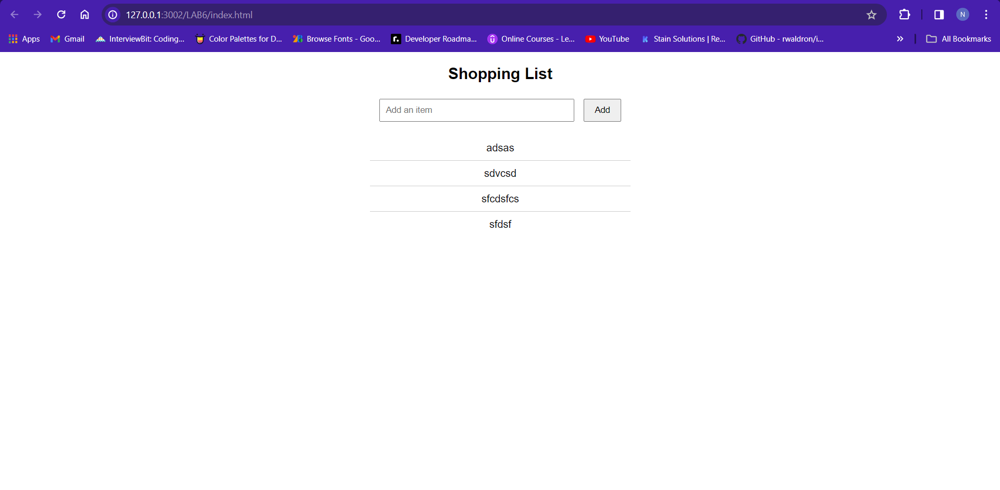 127.0.0.1:3002/LAB6/index.html
N
Apps Gmail InterviewBit: Coding... Color Palettes for D... Browse Fonts - Goo... Developer Roadma... Online Courses - Le... YouTube Stain Solutions | Re... GitHub - rwaldron/i... All Bookmarks
Shopping List
Add an item Add
adsas
sdvcsd
sfcdsfcs
sfdsf